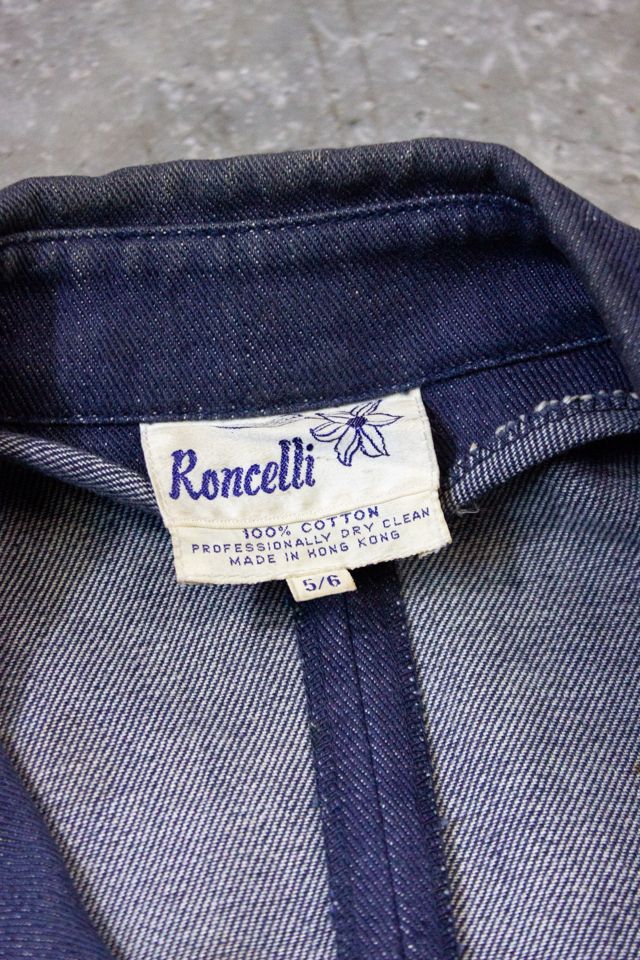 Roncelli
100% COTTON
PROFESSIONALLY DRY CLEAN
MADE IN HONG KONG
5/6